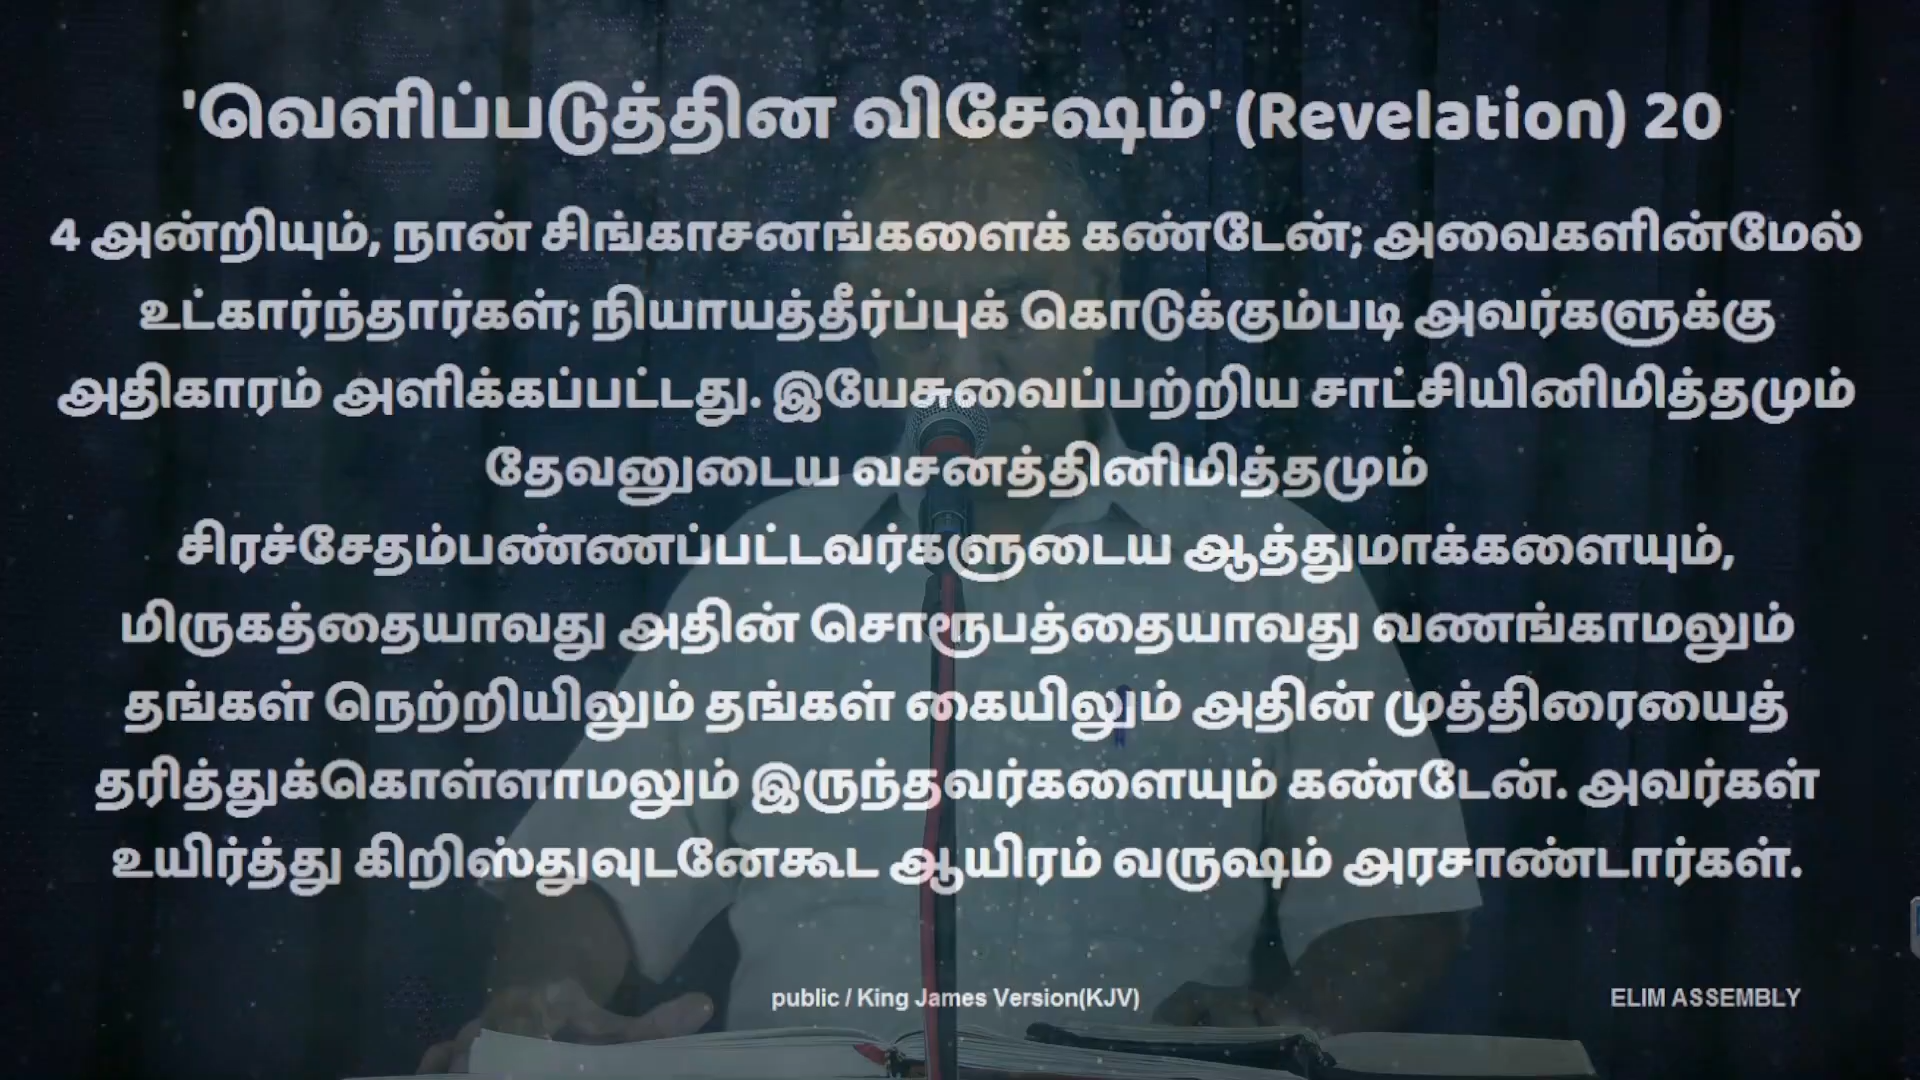 'வெளிப்படுத்தின விசேஷம்' (Revelation) 20
4 அன்றியும், நான் சிங்காசனங்களைக் கண்டேன்; அவைகளின்மேல்
உட்கார்ந்தார்கள்; நியாயத்தீர்ப்புக் கொடுக்கும்படி அவர்களுக்கு
அதிகாரம் அளிக்கப்பட்டது. இயேசுவைப்பற்றிய சாட்சியினிமித்தமும்
தேவனுடைய வசனத்தினிமித்தமும்
சிரச்சேதம்பண்ணப்பட்டவர்களுடைய ஆத்துமாக்களையும்,
மிருகத்தையாவது அதின் சொரூபத்தையாவது வணங்காமலும்
தங்கள் நெற்றியிலும் தங்கள் கையிலும் அதின் முத்திரையைத்
தரித்துக்கொள்ளாமலும் இருந்தவர்களையும் கண்டேன். அவர்கள்
உயிர்த்து கிறிஸ்துவுடனேகூட ஆயிரம் வருஷம் அரசாண்டார்கள்.
public / King James Version(KJV)
ELIM ASSEMBLY